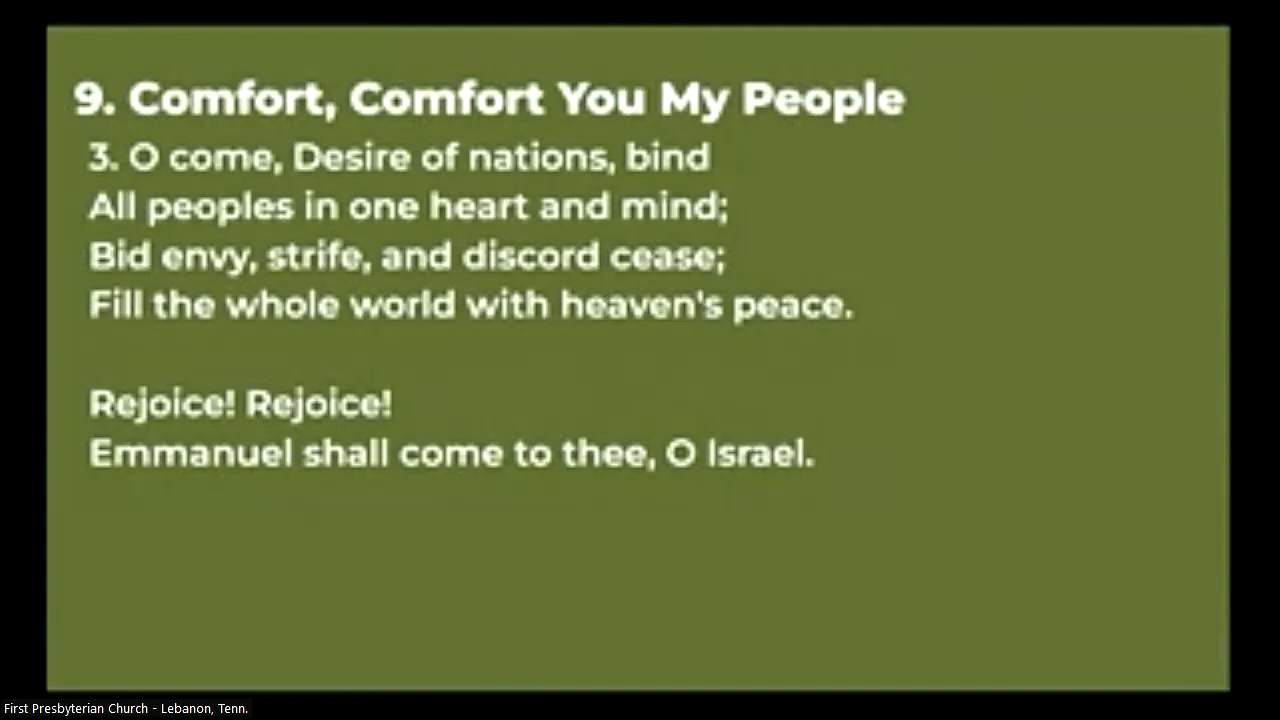 9. Comfort, Comfort You My People
3. O come, Desire of nations, bind
All peoples in one heart and mind;
Bid envy, strife, and discord cease;
Fill the whole world with heaven's peace.
Rejoice! Rejoice!
Emmanuel shall come to thee, O Israel.
First Presbyterian Church - Lebanon, Tenn.